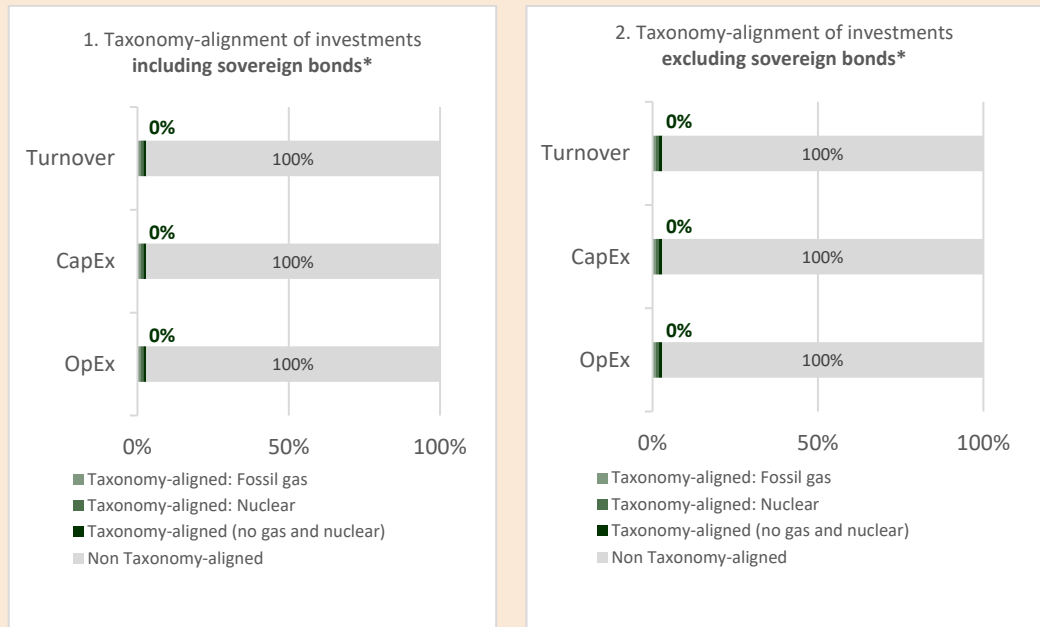 1. Taxonomy-alignment of investments
including sovereign bonds*
0%
Turnover
100%
0%
CapEx
100%
0%
OpEx
100%
0%
50%
100%
Taxonomy-aligned: Fossil gas
Taxonomy-aligned: Nuclear
Taxonomy-aligned (no gas and nuclear)
Non Taxonomy-aligned
2. Taxonomy-alignment of investments
excluding sovereign bonds*
0%
Turnover
100%
0%
CapEx
100%
0%
OpEx
100%
0%
50%
100%
Taxonomy-aligned: Fossil gas
Taxonomy-aligned: Nuclear
Taxonomy-aligned (no gas and nuclear)
Non Taxonomy-aligned